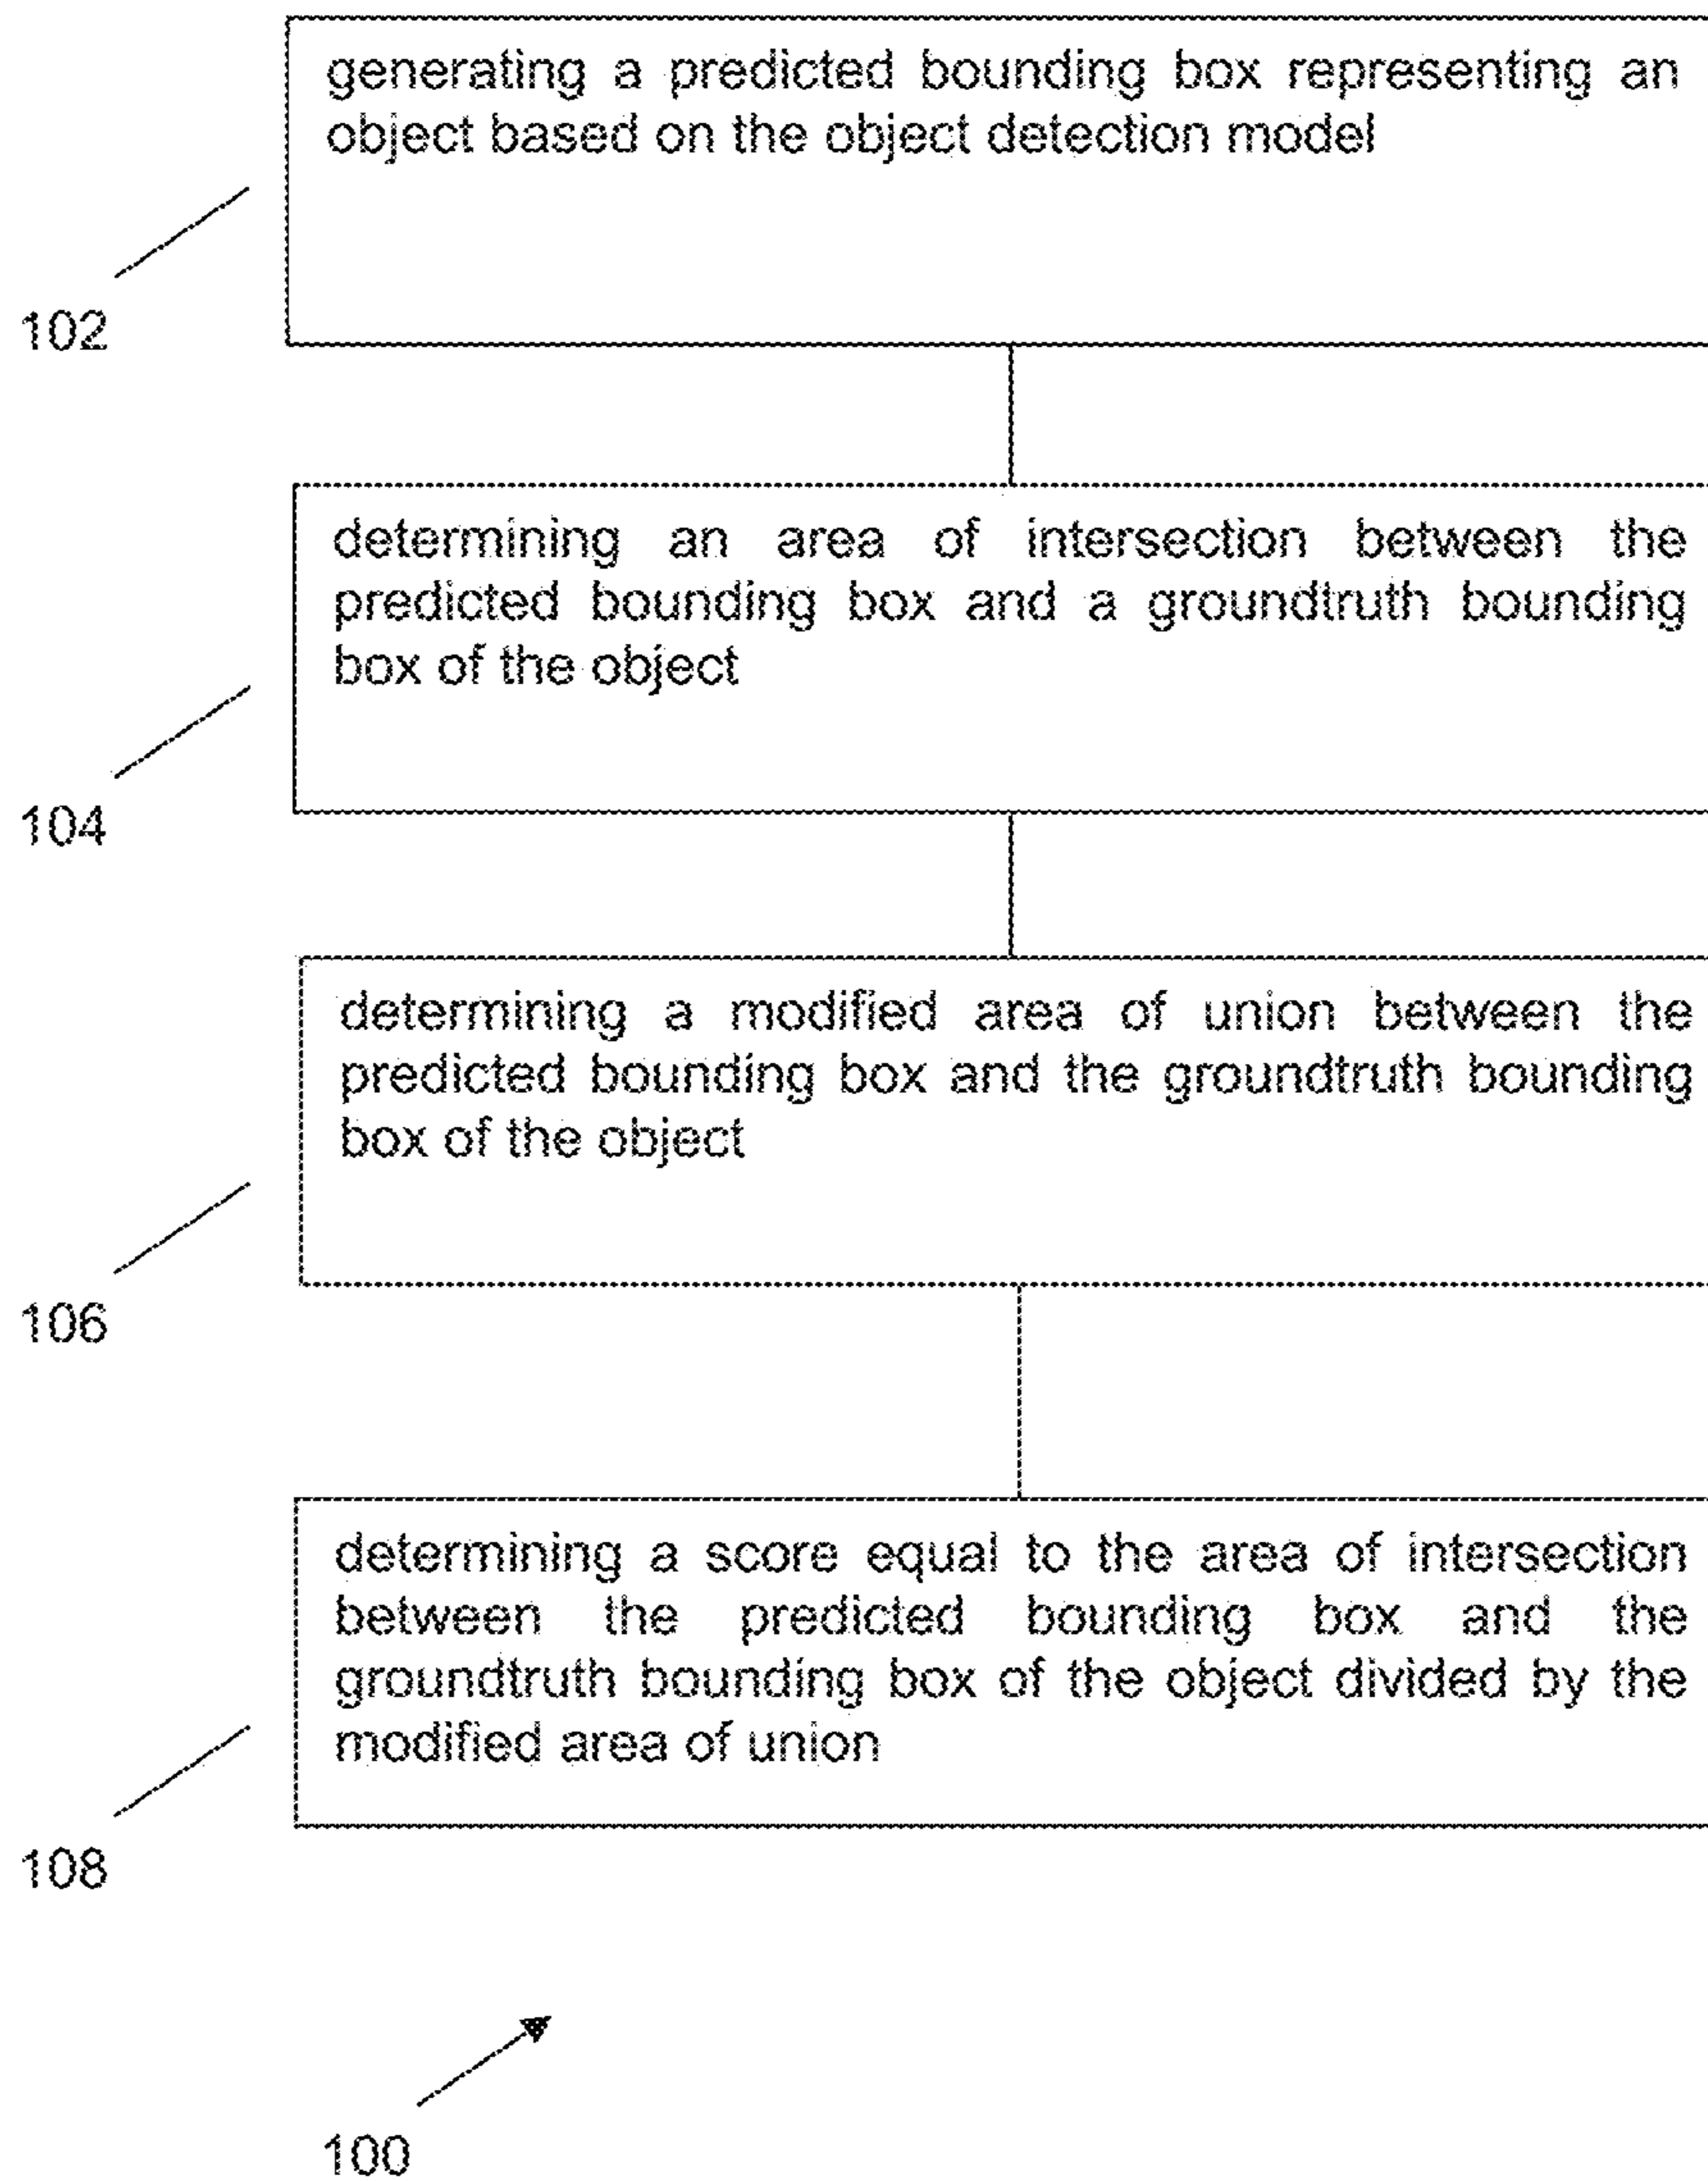 generating a predicted bounding box representing an
object based on the object detection model
102
determining an area of intersection between the
predicted bounding box and a groundtruth bounding
box of the object
104
determining a modified area of union between the
predicted bounding box and the groundtruth bounding
box of the object
106
determining a score equal to the area of intersection
between the predicted bounding box and the
groundtruth bounding box of the object divided by the
modified area of union
108
100